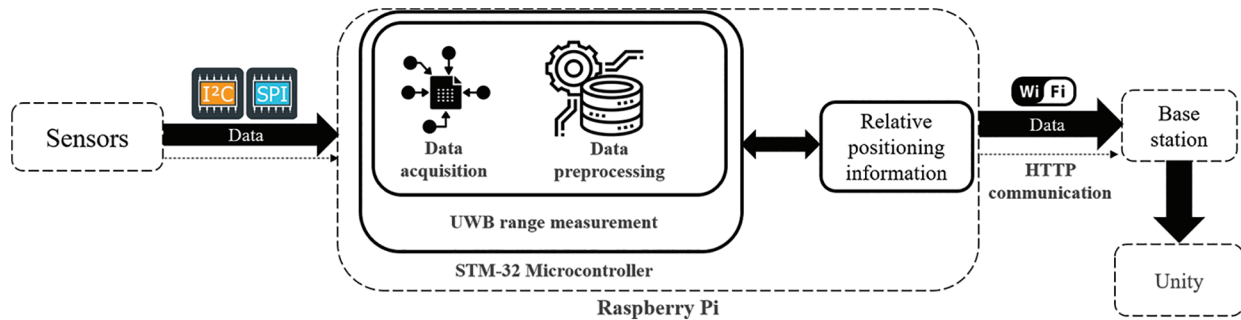 Sensors
I²C
SPI
Data
Data
acquisition
Data
preprocessing
UWB range measurement
STM-32 Microcontroller
Raspberry Pi
Relative
positioning
information
Wi Fi
Data
HTTP
communication
Base
station
Unity